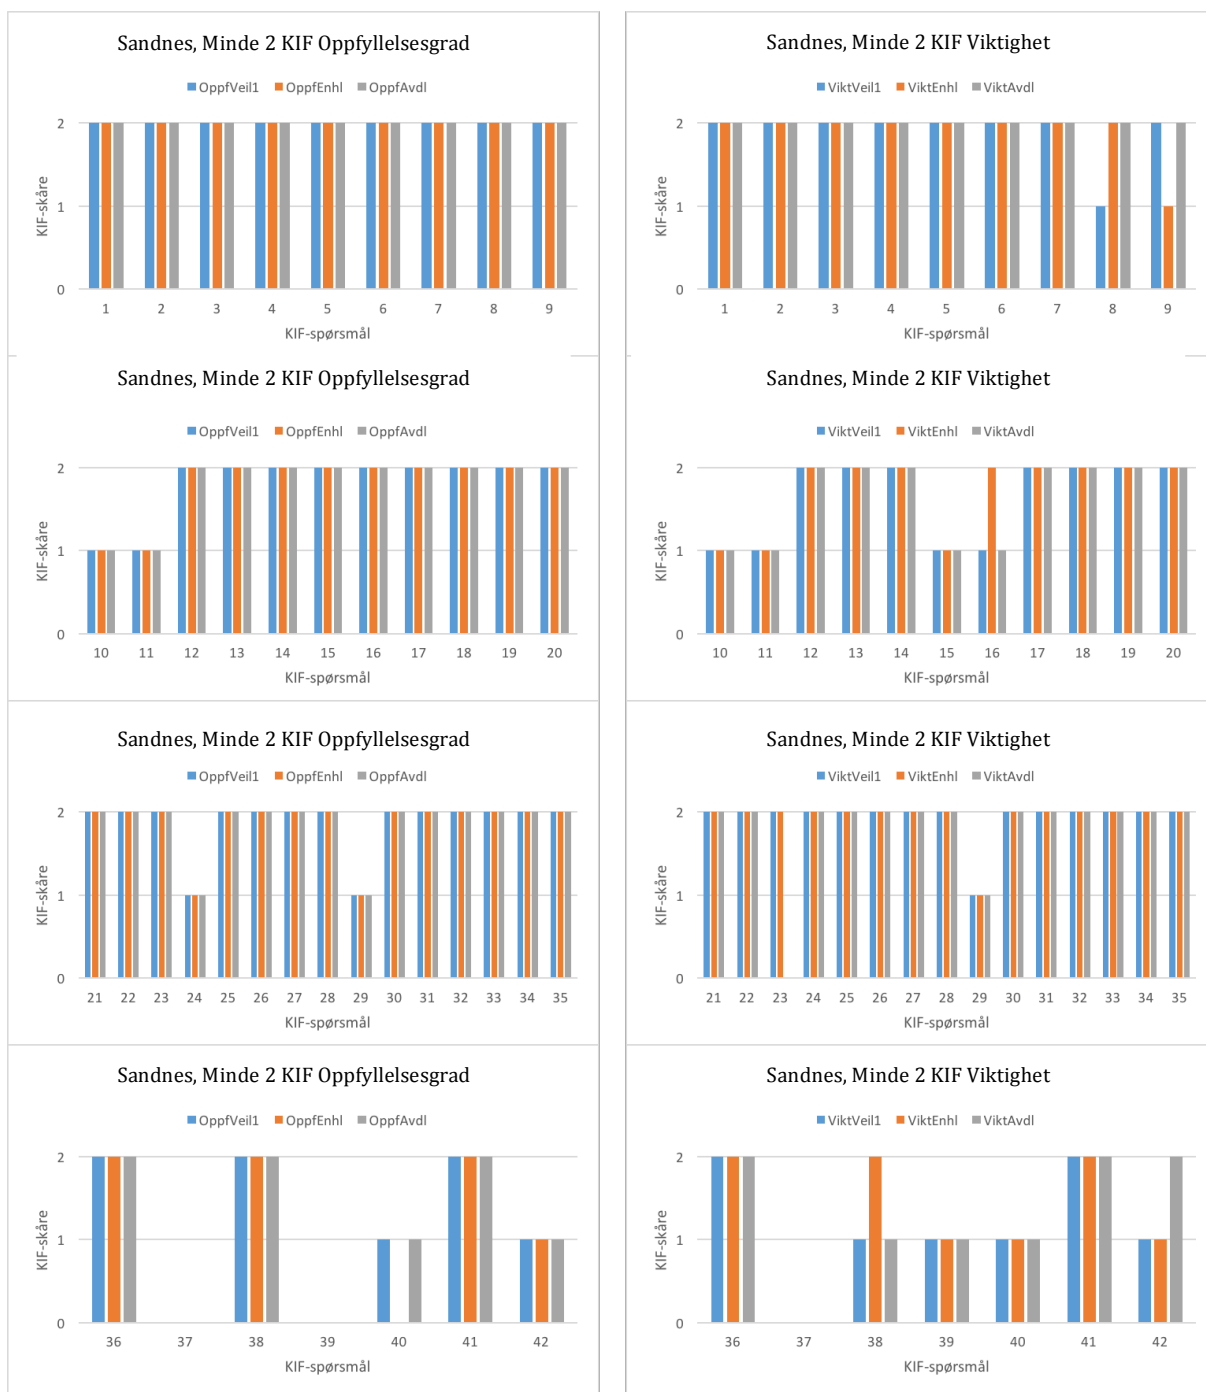 Sandnes, Minde 2 KIF Oppfyllelsesgrad
OppfVeil1 OppfEnhl OppfAvdl
2
1
0
KIF-skåre
1 2 3 4 5 6 7 8 9
KIF-spørsmål
Sandnes, Minde 2 KIF Viktighet
ViktVeil1 ViktEnhl ViktAvdl
2
1
0
KIF-skåre
1 2 3 4 5 6 7 8 9
KIF-spørsmål
Sandnes, Minde 2 KIF Oppfyllelsesgrad
OppfVeil1 OppfEnhl OppfAvdl
2
1
0
KIF-skåre
10 11 12 13 14 15 16 17 18 19 20
KIF-spørsmål
Sandnes, Minde 2 KIF Viktighet
ViktVeil1 ViktEnhl ViktAvdl
2
1
0
KIF-skåre
10 11 12 13 14 15 16 17 18 19 20
KIF-spørsmål
Sandnes, Minde 2 KIF Oppfyllelsesgrad
OppfVeil1 OppfEnhl OppfAvdl
2
1
0
KIF-skåre
21 22 23 24 25 26 27 28 29 30 31 32 33 34 35
KIF-spørsmål
Sandnes, Minde 2 KIF Viktighet
ViktVeil1 ViktEnhl ViktAvdl
2
1
0
KIF-skåre
21 22 23 24 25 26 27 28 29 30 31 32 33 34 35
KIF-spørsmål
Sandnes, Minde 2 KIF Oppfyllelsesgrad
OppfVeil1 OppfEnhl OppfAvdl
2
1
0
KIF-skåre
36 37 38 39 40 41 42
KIF-spørsmål
Sandnes, Minde 2 KIF Viktighet
ViktVeil1 ViktEnhl ViktAvdl
2
1
0
KIF-skåre
36 37 38 39 40 41 42
KIF-spørsmål